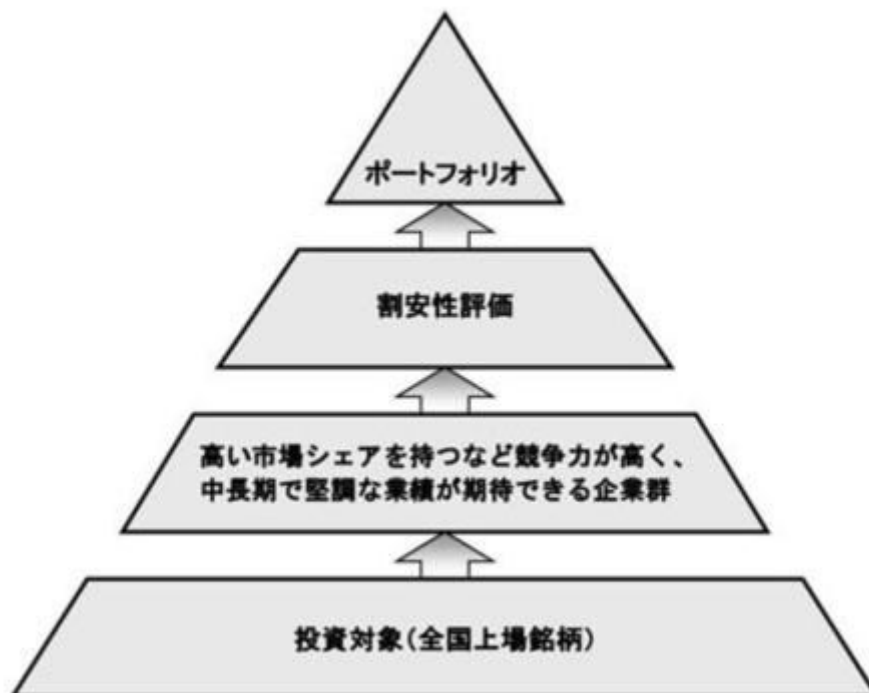 ポートフォリオ
割安性評価
高い市場シェアを持つなど競争力が高く、
中長期で堅調な業績が期待できる企業群
投資対象(全国上場銘柄)